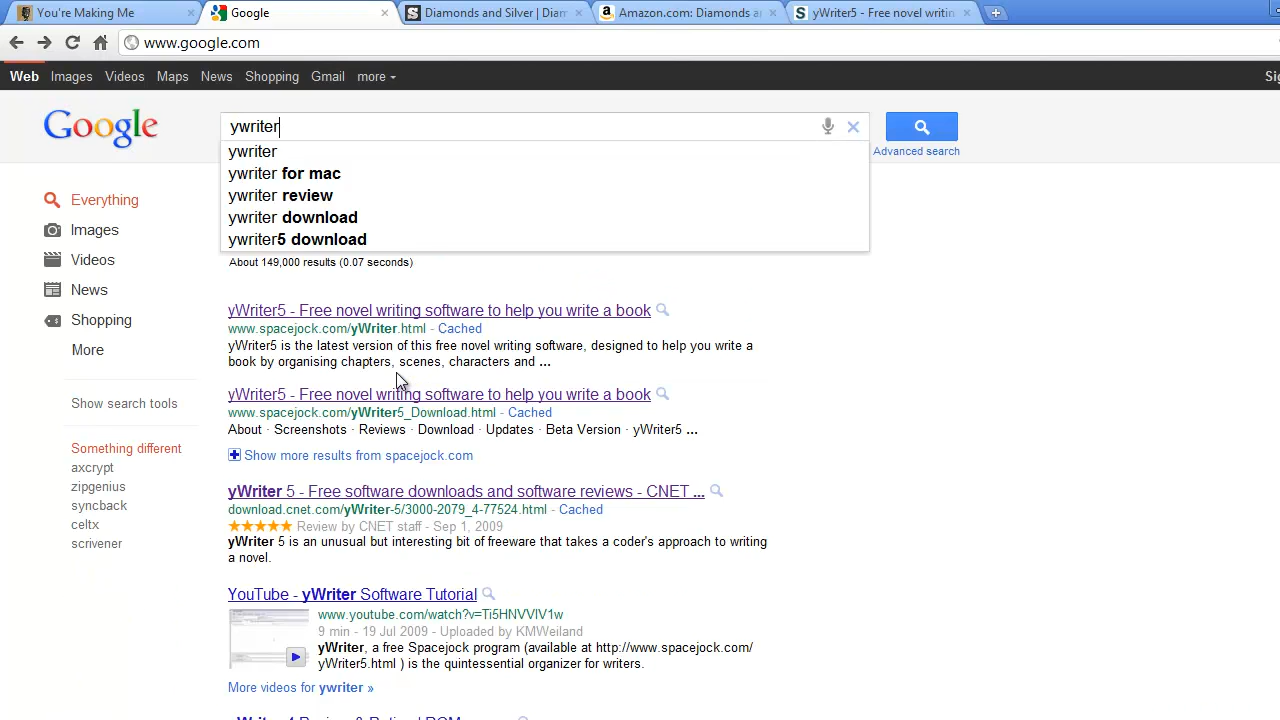 You're Making Me
Google
Diamonds and Silver | Diam
Amazon.com: Diamonds a
yWriter5 - Free novel writin
www.google.com
Web Images Videos Maps News Shopping Gmail more
Google
ywriter
Advanced search
ywriter
ywriter for mac
ywriter review
ywriter download
ywriter5 download
About 149,000 results (0.07 seconds)
Everything
Images
Videos
News
Shopping
More
Show search tools
Something different
axcrypt
zipgenius
syncback
celtx
scrivener
yWriter5 - Free novel writing software to help you write a book
www.spacejock.com/yWriter.html - Cached
yWriter5 is the latest version of this free novel writing software, designed to help you write a
book by organising chapters, scenes, characters and ...
yWriter5 - Free novel writing software to help you write a book
www.spacejock.com/yWriter5_Download.html - Cached
About · Screenshots · Reviews · Download · Updates · Beta Version · yWriter5 ...
Show more results from spacejock.com
yWriter 5 - Free software downloads and software reviews - CNET ...
download.cnet.com/yWriter-5/3000-2079_4-77524.html - Cached
Review by CNET staff - Sep 1, 2009
yWriter 5 is an unusual but interesting bit of freeware that takes a coder's approach to writing
a novel.
YouTube - yWriter Software Tutorial
www.youtube.com/watch?v=Ti5HNVVlV1w
9 min - 19 Jul 2009 - Uploaded by KMWeiland
yWriter, a free Spacejock program (available at http://www.spacejock.com/
yWriter5.html ) is the quintessential organizer for writers.
More videos for ywriter »